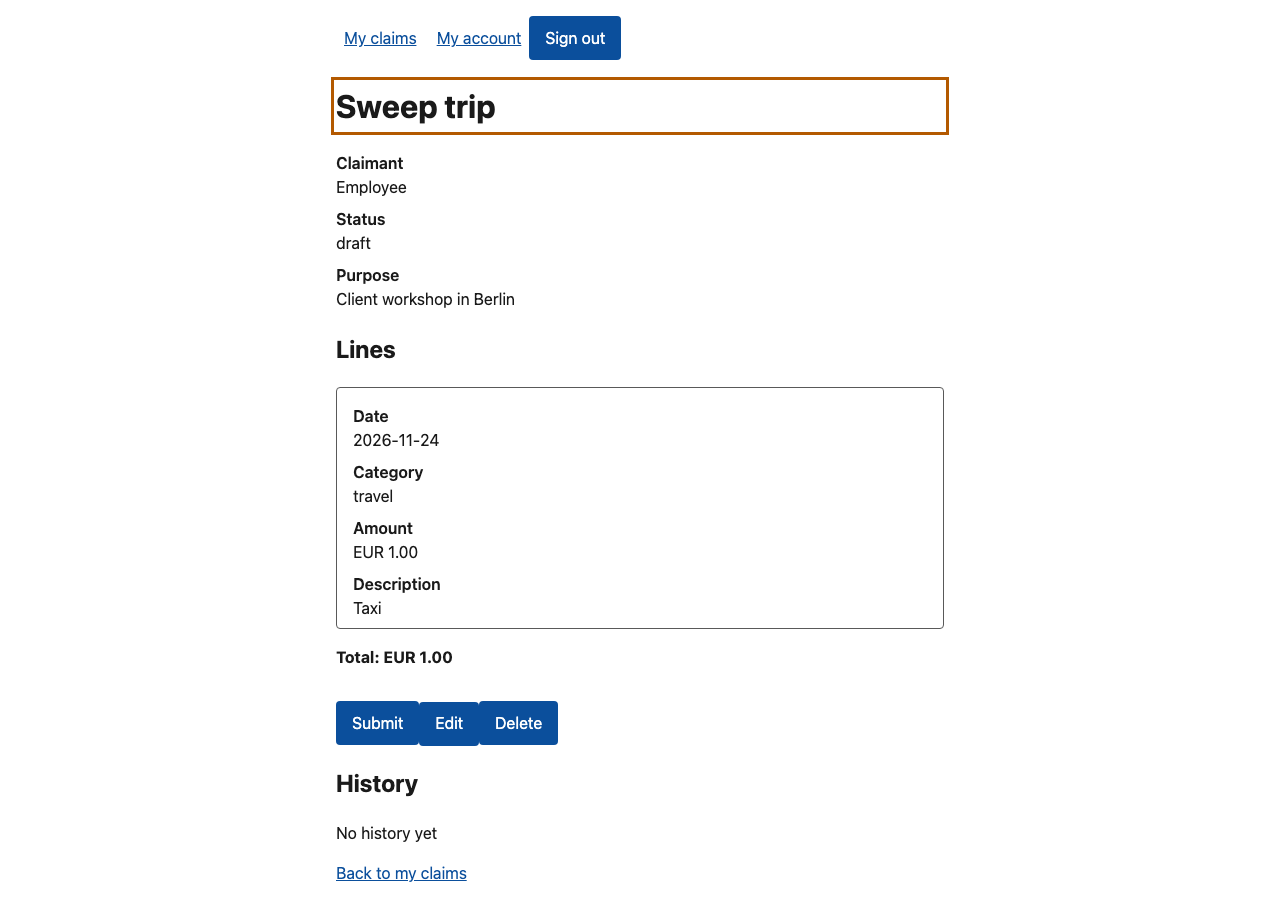 My claims My account Sign out
Sweep trip
Claimant
Employee
Status
draft
Purpose
Client workshop in Berlin
Lines
Date
2026-11-24
Category
travel
Amount
EUR 1.00
Description
Taxi
Total: EUR 1.00
Submit Edit Delete
History
No history yet
Back to my claims